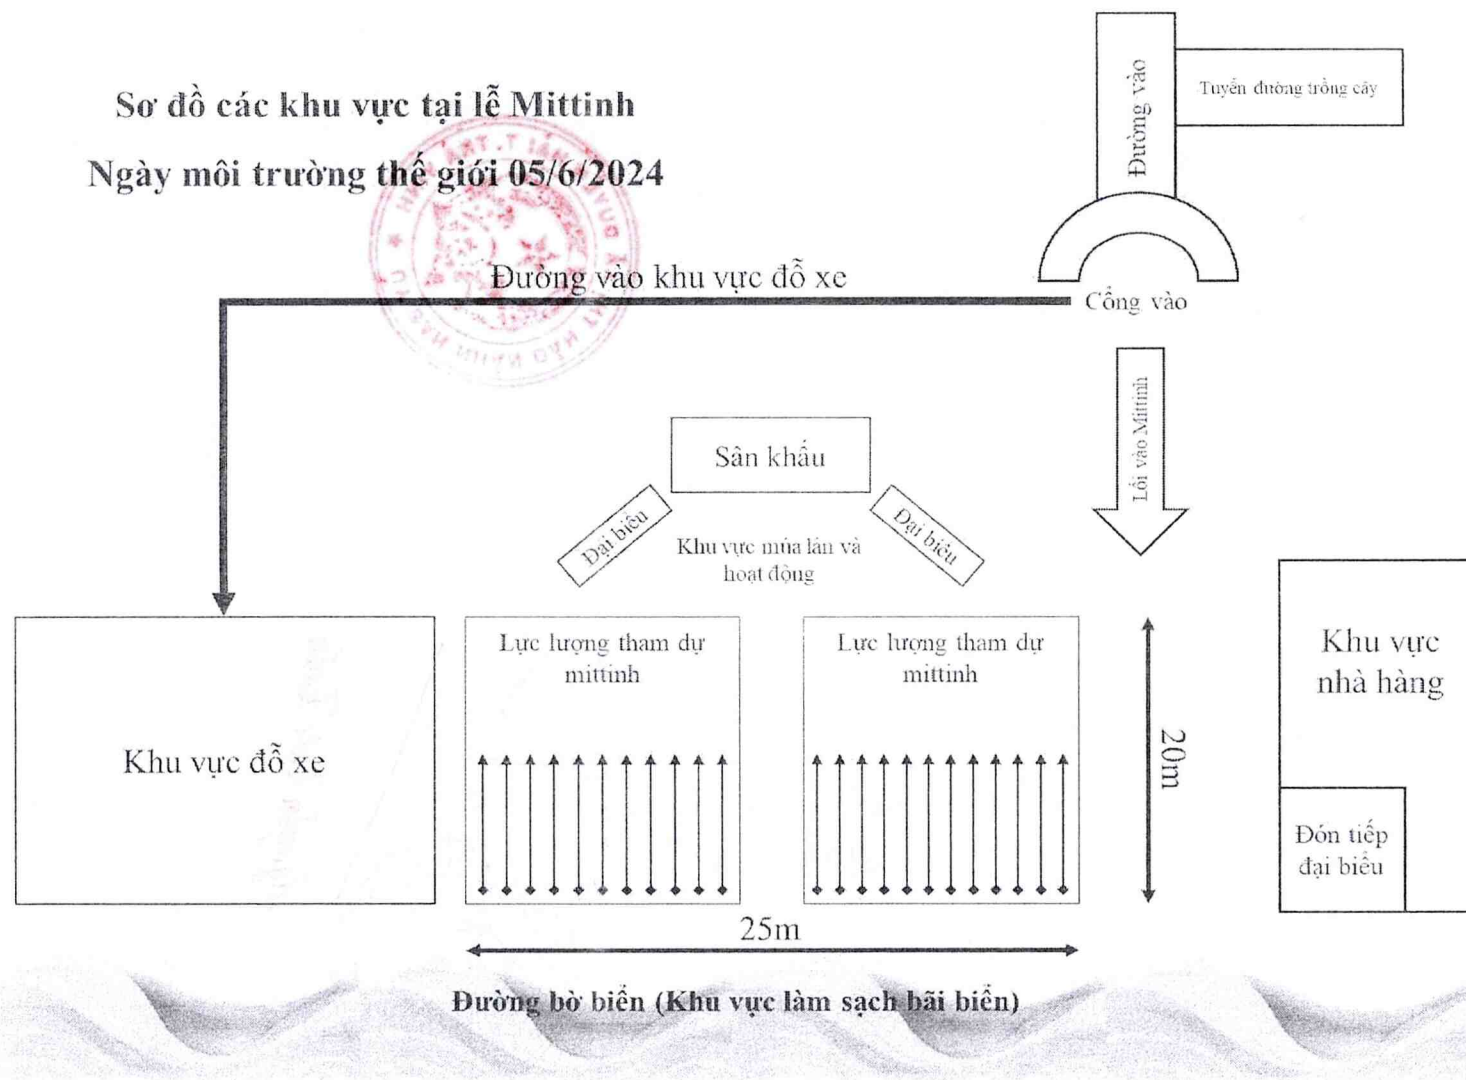 Sơ đồ các khu vực tại lễ Mittinh
Ngày môi trường thế giới 05/6/2024
Đường vào
Tuyến đường trồng cây
Đường vào khu vực đỗ xe
Cổng vào
Lối vào Mittinh
Sân khấu
Đại biểu
Đại biểu
Khu vực múa lân và
hoạt động
Lực lượng tham dự
mittinh
Lực lượng tham dự
mittinh
Khu vực đỗ xe
20m
Khu vực
nhà hàng
Đón tiếp
đại biểu
25m
Đường bờ biển (Khu vực làm sạch bãi biển)